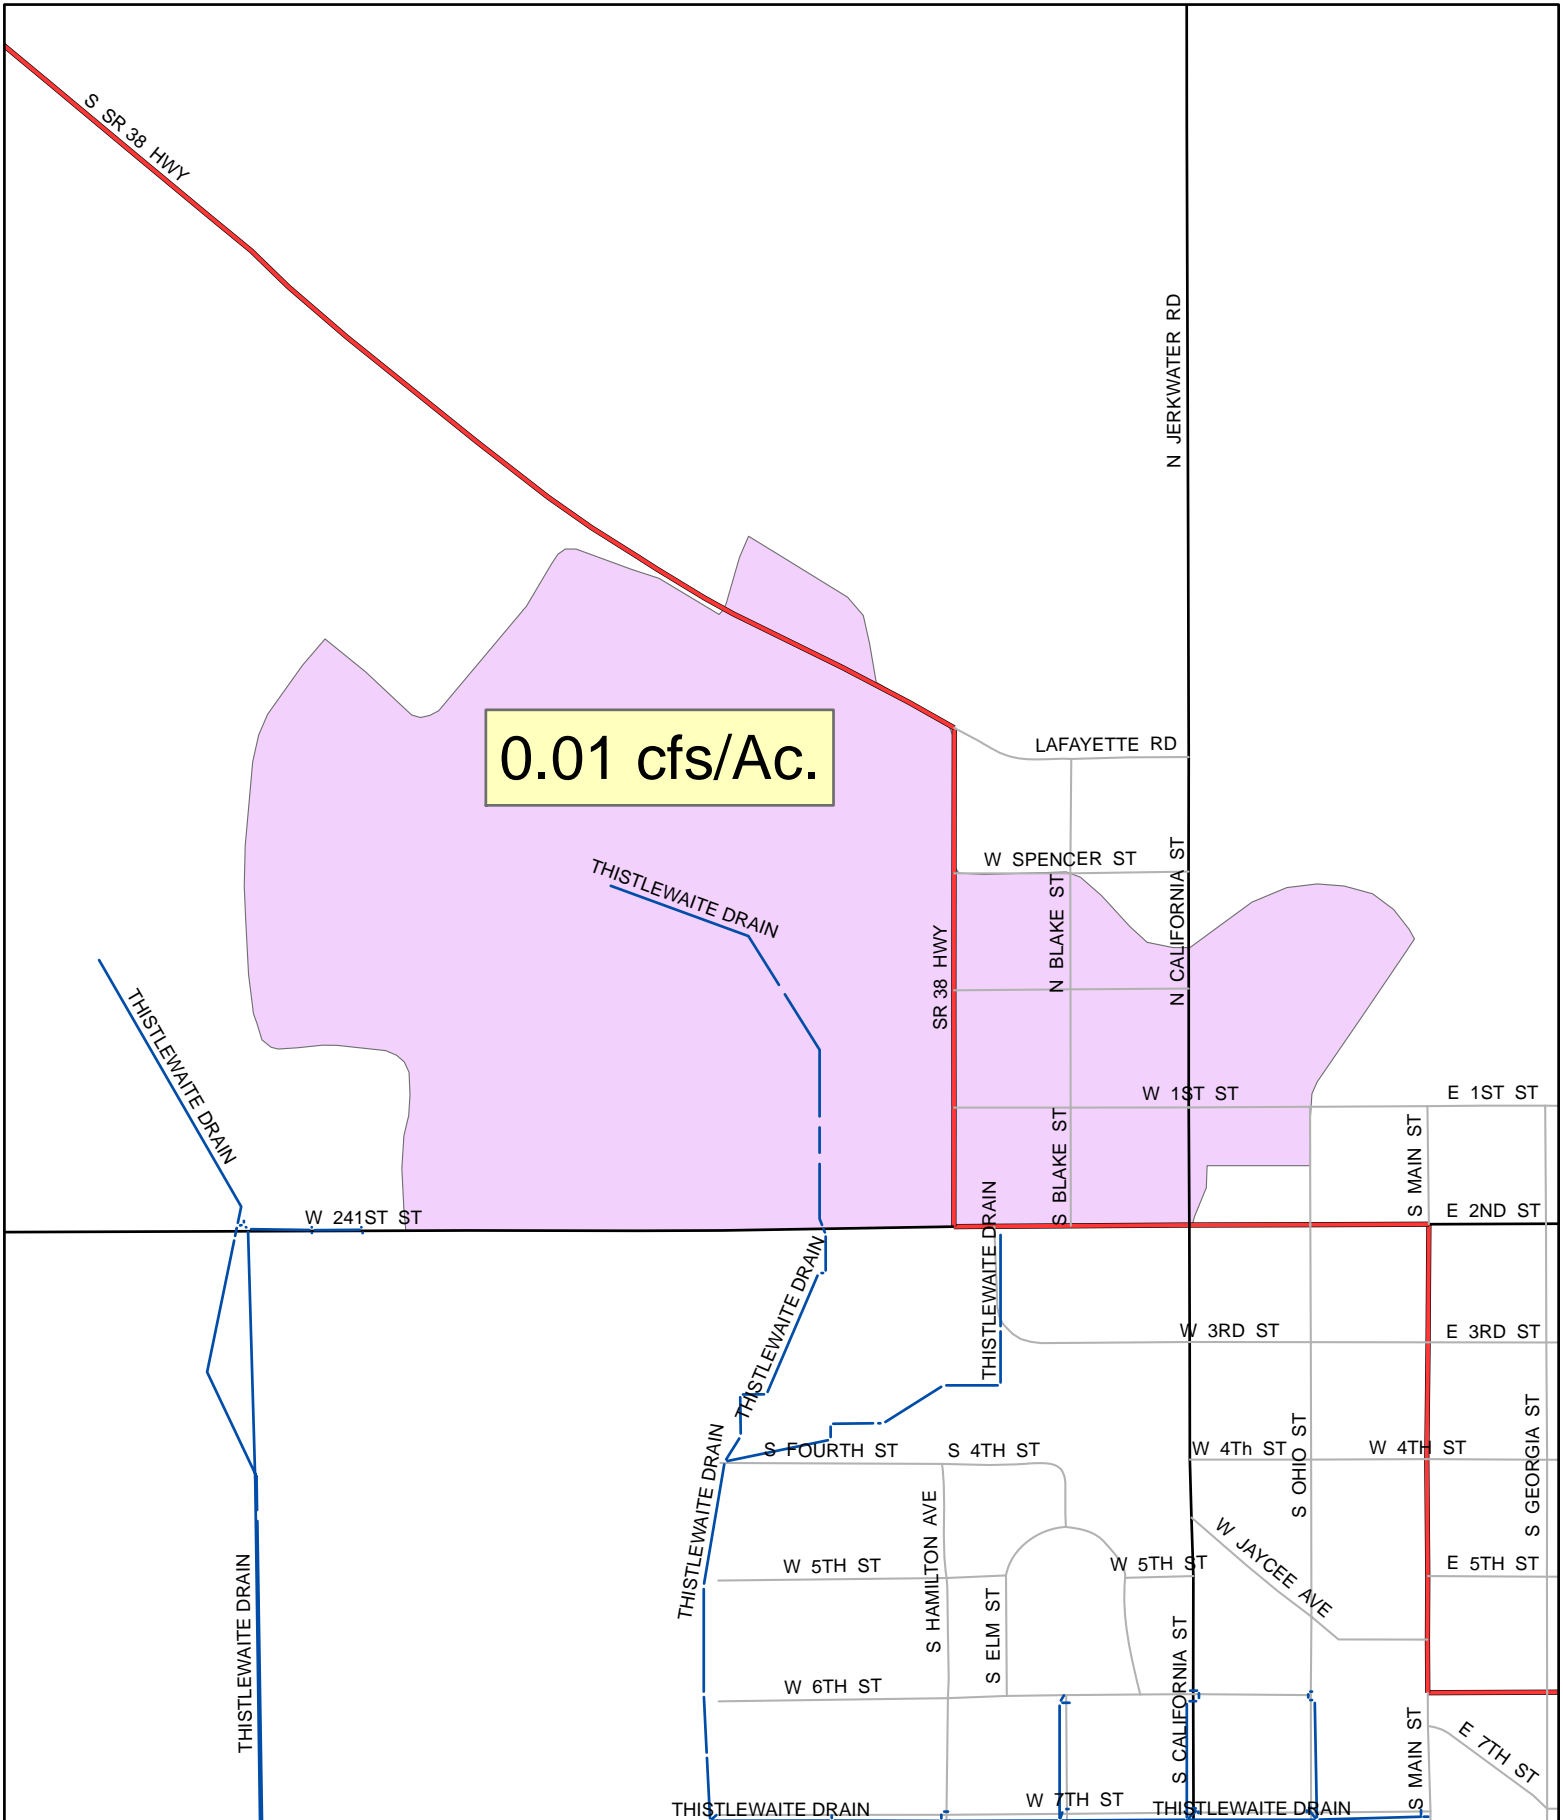 S SR 38 HWY
N JERKWATER RD
0.01 cfs/Ac.
LAFAYETTE RD
W SPENCER ST
THISTLEWAITE DRAIN
N BLAKE ST
N CALIFORNIA ST
SR 38 HWY
THISTLEWAITE DRAIN
W 1ST ST
E 1ST ST
S BLAKE ST
S MAIN ST
THISTLEWAITE DRAIN
W 241ST ST
E 2ND ST
THISTLEWAITE DRAIN
W 3RD ST
E 3RD ST
THISTLEWAITE DRAIN
S FOURTH ST
S 4TH ST
W 4Th ST
W 4TH ST
S OHIO ST
S GEORGIA ST
S HAMILTON AVE
W JAYCEE AVE
W 5TH ST
W 5TH ST
E 5TH ST
S ELM ST
THISTLEWAITE DRAIN
S CALIFORNIA ST
W 6TH ST
S MAIN ST
E 7TH ST
THISTLEWAITE DRAIN
W 7TH ST
THISTLEWAITE DRAIN